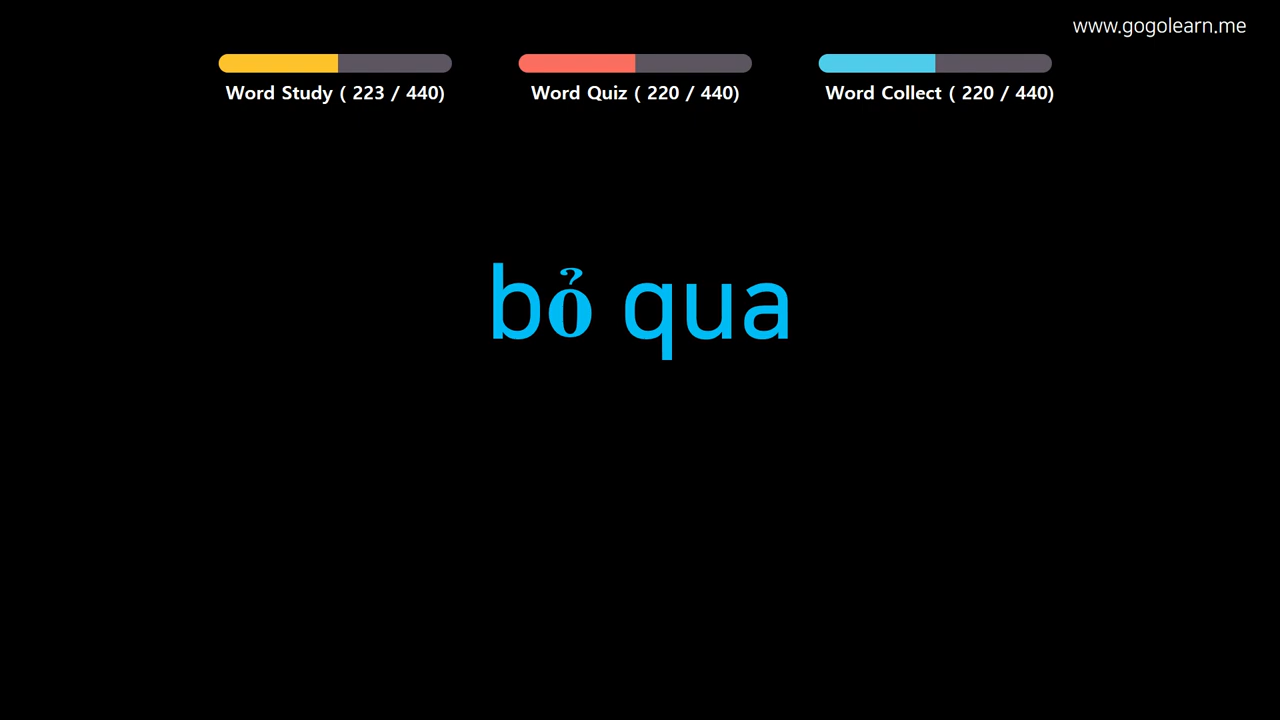 www.gogolearn.me
Word Study ( 223 / 440)
Word Quiz ( 220 / 440)
Word Collect ( 220 / 440)
bỏ qua